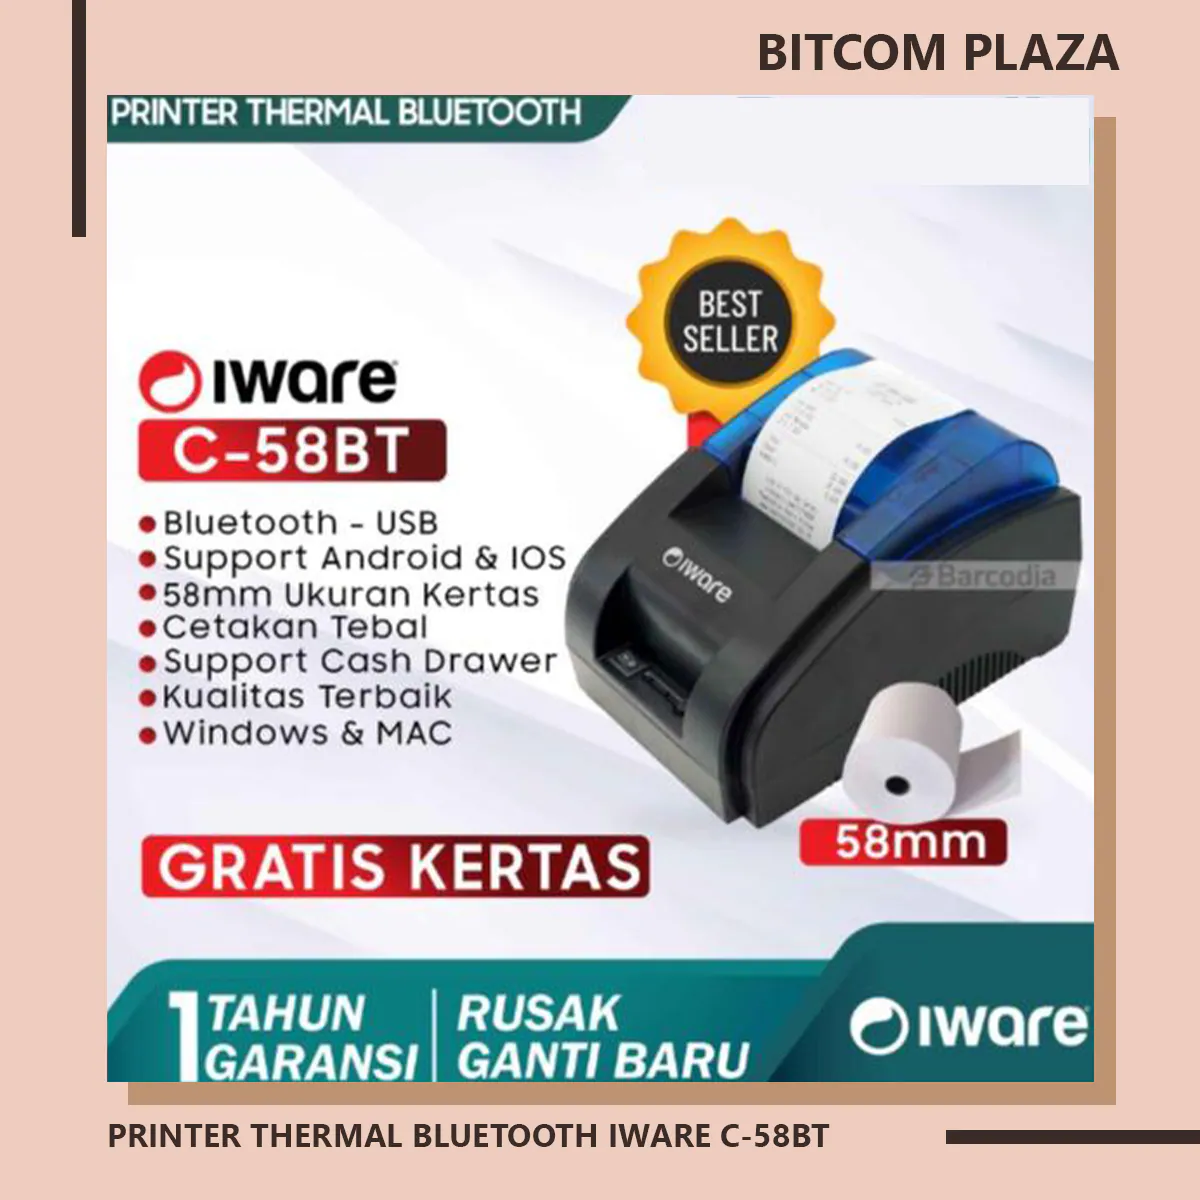 BITCOM PLAZA
PRINTER THERMAL BLUETOOTH
BEST
SELLER
IWARE
C-58BT
Bluetooth - USB
Support Android & IOS
58mm Ukuran Kertas
Cetakan Tebal
Support Cash Drawer
Kualitas Terbaik
Windows & MAC
IWARE
Barcodia
58mm
GRATIS KERTAS
1 TAHUN
GARANSI
RUSAK
GANTI BARU
IWARE
PRINTER THERMAL BLUETOOTH IWARE C-58BT